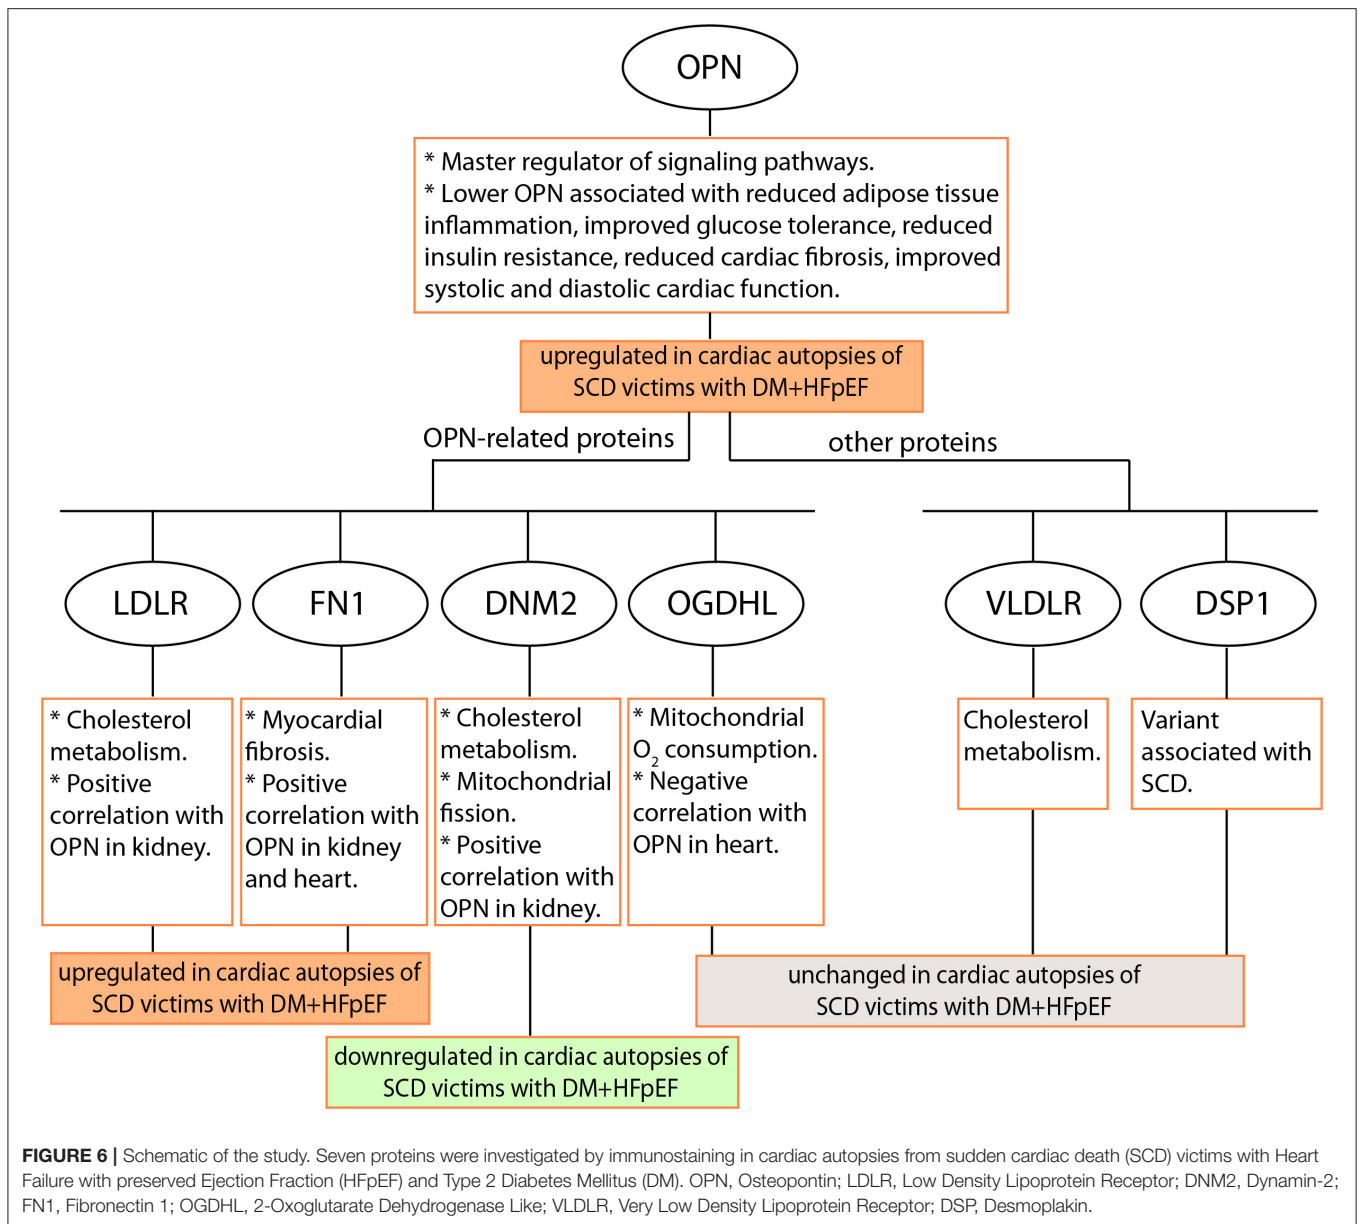 OPN
* Master regulator of signaling pathways.
* Lower OPN associated with reduced adipose tissue
inflammation, improved glucose tolerance, reduced
insulin resistance, reduced cardiac fibrosis, improved
systolic and diastolic cardiac function.
upregulated in cardiac autopsies of
SCD victims with DM+HFpEF
OPN-related proteins
other proteins
LDLR
FN1
DNM2
OGDHL
VLDLR
DSP1
* Cholesterol
metabolism.
* Positive
correlation with
OPN in kidney.
* Myocardial
fibrosis.
* Positive
correlation with
OPN in kidney
and heart.
* Cholesterol
metabolism.
* Mitochondrial
fission.
* Positive
correlation with
OPN in kidney.
* Mitochondrial
O₂ consumption.
* Negative
correlation with
OPN in heart.
Cholesterol
metabolism.
Variant
associated with
SCD.
upregulated in cardiac autopsies of
SCD victims with DM+HFpEF
unchanged in cardiac autopsies of
SCD victims with DM+HFpEF
downregulated in cardiac autopsies of
SCD victims with DM+HFpEF
FIGURE 6 | Schematic of the study. Seven proteins were investigated by immunostaining in cardiac autopsies from sudden cardiac death (SCD) victims with Heart
Failure with preserved Ejection Fraction (HFpEF) and Type 2 Diabetes Mellitus (DM). OPN, Osteopontin; LDLR, Low Density Lipoprotein Receptor; DNM2, Dynamin-2;
FN1, Fibronectin 1; OGDHL, 2-Oxoglutarate Dehydrogenase Like; VLDLR, Very Low Density Lipoprotein Receptor; DSP, Desmoplakin.